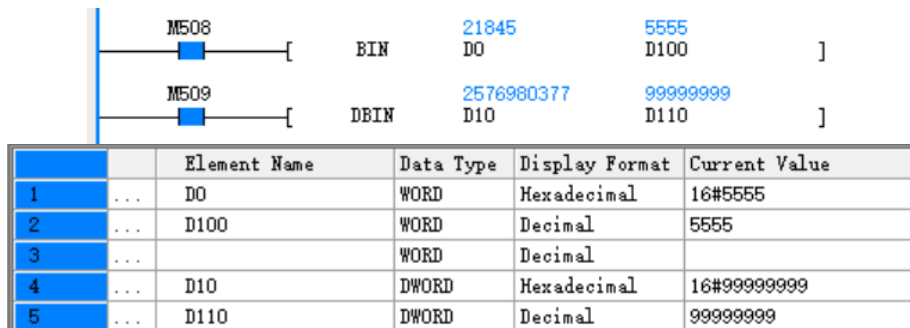 M508 21845 5555
BIN D0 D100
M509 2576980377 99999999
DBIN D10 D110
Element Name Data Type Display Format Current Value
1 ... D0 WORD Hexadecimal 16#5555
2 ... D100 WORD Decimal 5555
3 ... WORD Decimal
4 ... D10 DWORD Hexadecimal 16#99999999
5 ... D110 DWORD Decimal 99999999